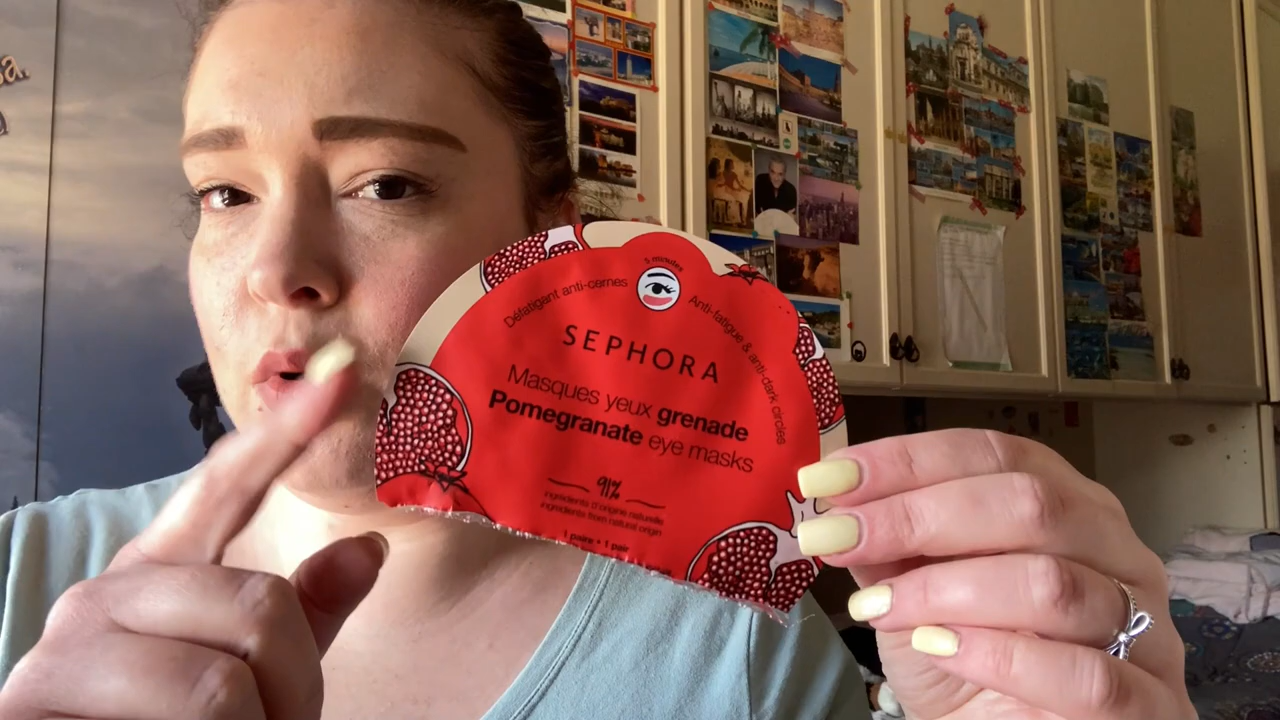 5 minutes
Défatigant anti-cernes
Anti-fatigue & anti-dark circles
SEPHORA
Masques yeux grenade
Pomegranate eye masks
91%
ingrédients d'origine naturelle
ingredients from natural origin
1 paire • 1 pair
sa.